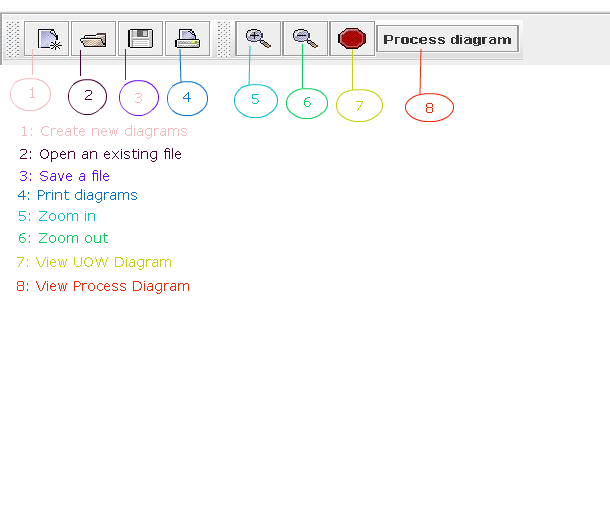 Process diagram
1 2 3 4 5 6 7 8
1: Create new diagrams
2: Open an existing file
3: Save a file
4: Print diagrams
5: Zoom in
6: Zoom out
7: View UOW Diagram
8: View Process Diagram